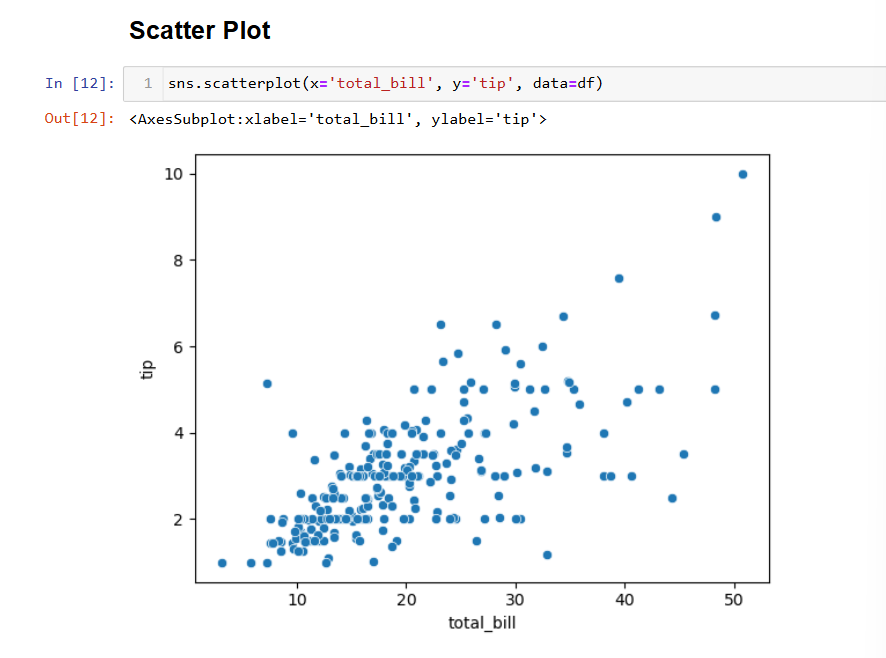 Scatter Plot
In [12]: 1 sns.scatterplot(x='total_bill', y='tip', data=df)
Out[12]: <AxesSubplot:xlabel='total_bill', ylabel='tip'>
10
8
6
tip
4
2
10 20 30 40 50
total_bill